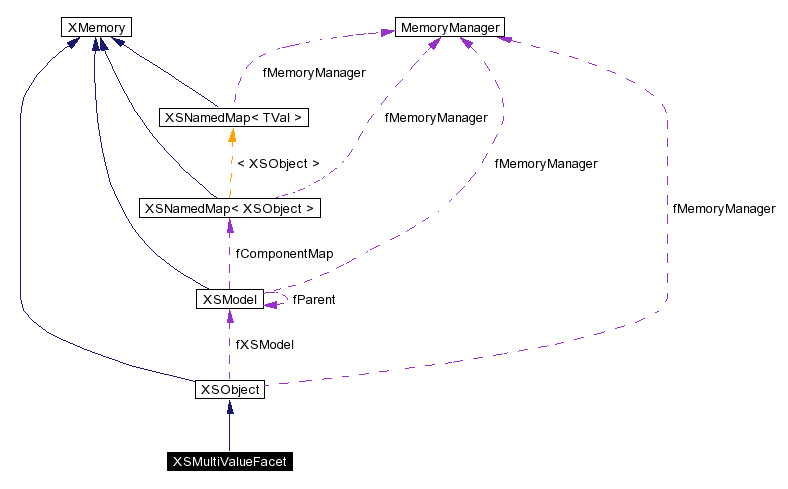 XMemory
MemoryManager
fMemoryManager
XSNamedMap< TVal >
fMemoryManager
< XSObject >
fMemoryManager
XSNamedMap< XSObject >
fMemoryManager
fComponentMap
XSModel
fParent
fXSModel
XSObject
XSMultiValueFacet